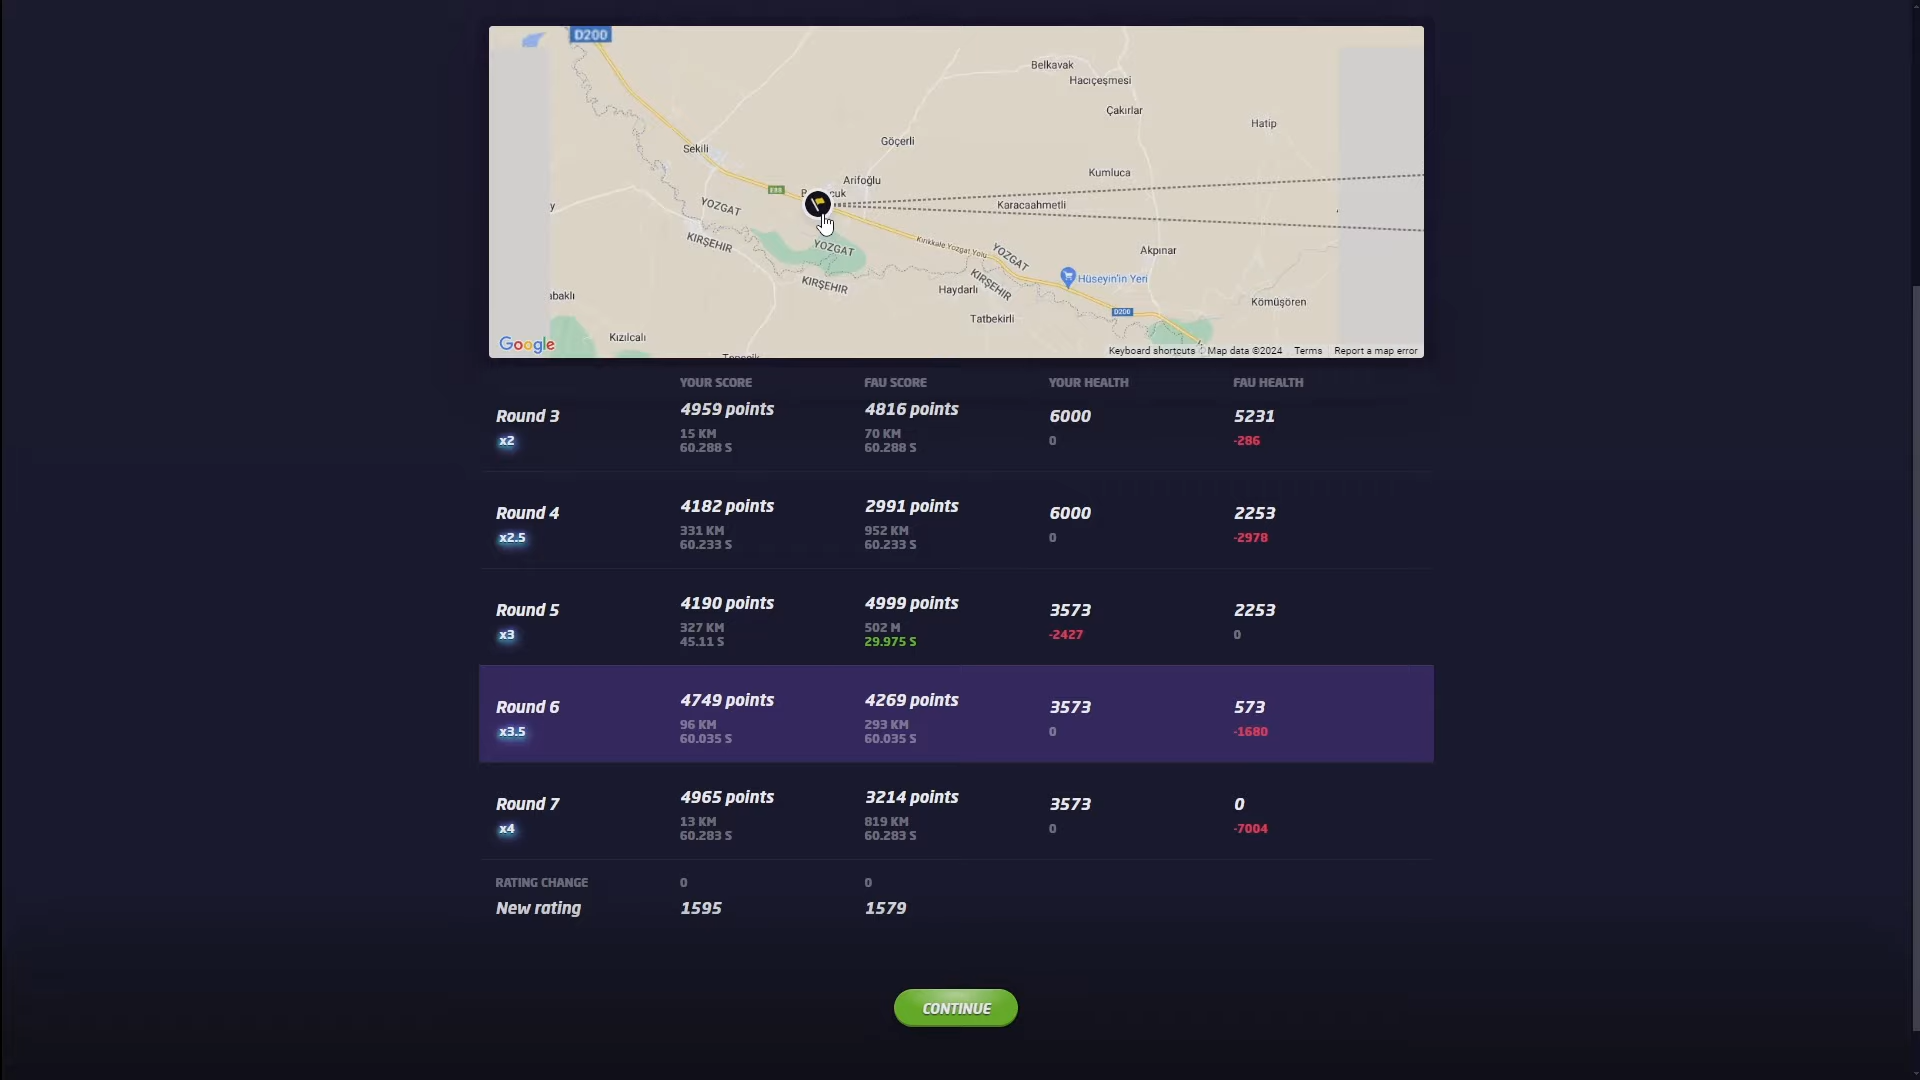 D200
Belkavak
Hacıçeşmesi
Çakırlar
Hatip
Göçerli
Sekili
Kumluca
Arifoğlu
E88
YOZGAT
Karacaahmetli
KIRŞEHIR
YOZGAT
Kırıkkale Yozgat Yolu
YOZGAT
Akpınar
KIRŞEHIR
KIRŞEHIR
Hüseyin'in Yeri
Haydarlı
Kömüşören
D200
Tatbekirli
Kızılcalı
Google
Keyboard shortcuts
Map data ©2024
Terms
Report a map error
YOUR SCORE FAU SCORE YOUR HEALTH FAU HEALTH
Round 3 4959 points 4816 points 6000 5231
x2 15 KM 70 KM 0 -286
60.288 S 60.288 S
Round 4 4182 points 2991 points 6000 2253
x2.5 331 KM 952 KM 0 -2978
60.233 S 60.233 S
Round 5 4190 points 4999 points 3573 2253
x3 327 KM 502 M -2427 0
45.11 S 29.975 S
Round 6 4749 points 4269 points 3573 573
x3.5 96 KM 293 KM 0 -1680
60.035 S 60.035 S
Round 7 4965 points 3214 points 3573 0
x4 13 KM 819 KM 0 -7004
60.283 S 60.283 S
RATING CHANGE 0 0
New rating 1595 1579
CONTINUE